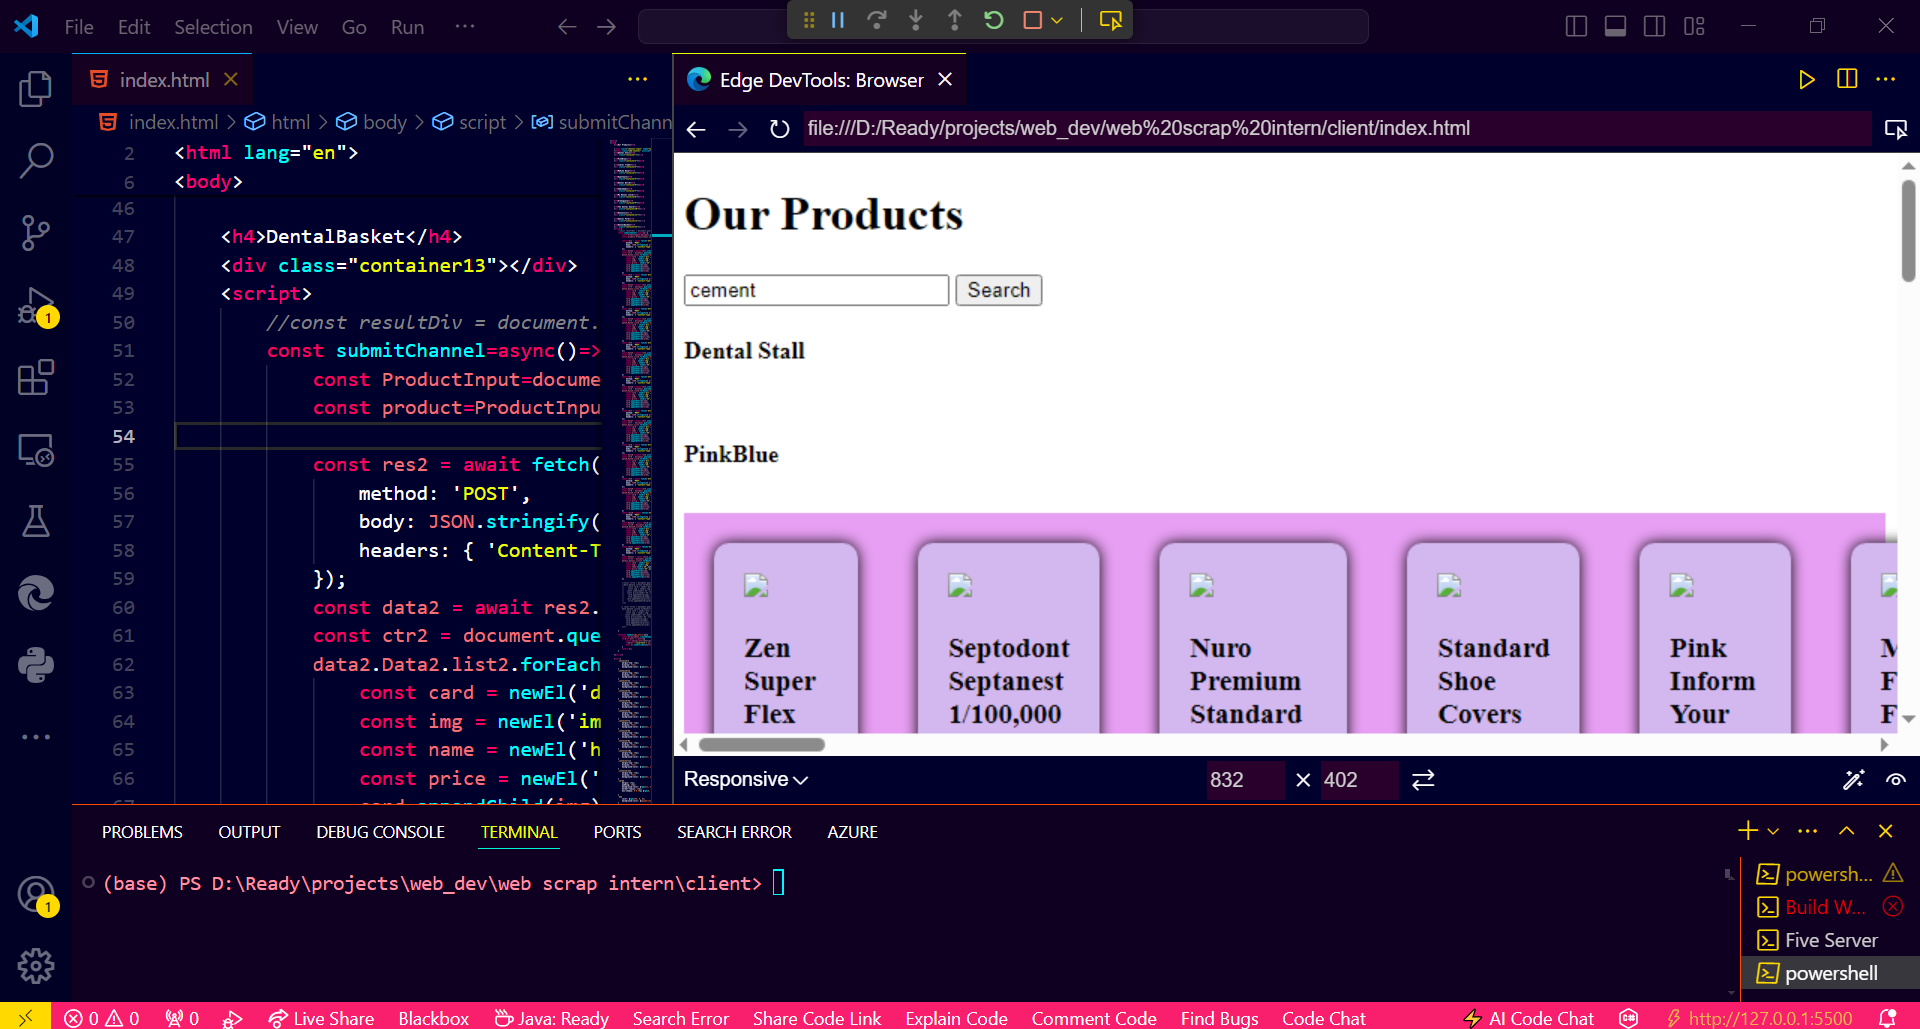 File Edit Selection View Go Run ···
index.html
Edge DevTools: Browser
index.html > html > body > script > submitChann
file:///D:/Ready/projects/web_dev/web%20scrap%20intern/client/index.html
2 <html lang="en">
6 <body>
46
47 <h4>DentalBasket</h4>
48 <div class="container13"></div>
49 <script>
50 //const resultDiv = document.
51 const submitChannel=async()=>
52 const ProductInput=docume
53 const product=ProductInpu
54
55 const res2 = await fetch(
56 method: 'POST',
57 body: JSON.stringify(
58 headers: { 'Content-T
59 });
60 const data2 = await res2.
61 const ctr2 = document.que
62 data2.Data2.list2.forEach
63 const card = newEl('d
64 const img = newEl('im
65 const name = newEl('h
66 const price = newEl('
Our Products
cement Search
Dental Stall
PinkBlue
Zen Super Flex
Septodont Septanest 1/100,000
Nuro Premium Standard
Standard Shoe Covers
Pink Inform Your
Responsive 832 × 402
PROBLEMS OUTPUT DEBUG CONSOLE TERMINAL PORTS SEARCH ERROR AZURE
(base) PS D:\Ready\projects\web_dev\web scrap intern\client>
powersh...
Build W...
Five Server
powershell
1
1
0 0 0 Live Share Blackbox Java: Ready Search Error Share Code Link Explain Code Comment Code Find Bugs Code Chat AI Code Chat http://127.0.0.1:5500